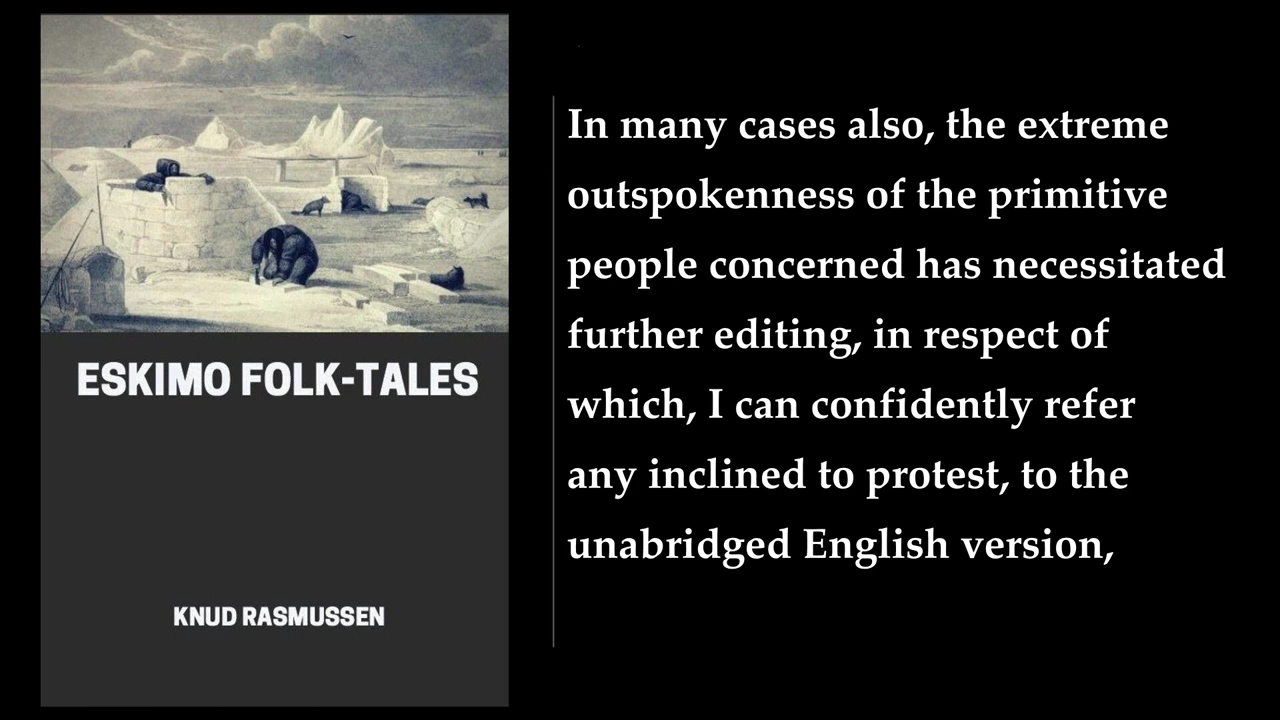 ESKIMO FOLK-TALES
KNUD RASMUSSEN
In many cases also, the extreme
outspokenness of the primitive
people concerned has necessitated
further editing, in respect of
which, I can confidently refer
any inclined to protest, to the
unabridged English version,